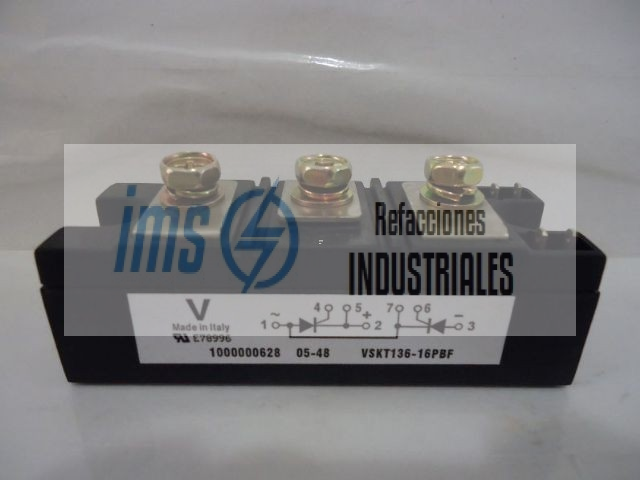 ims
Refacciones
INDUSTRIALES
V
Made in Italy
E78996
4 5 7 6
~ + -
1 2 3
1000000628 05-48 VSKT136-16PBF